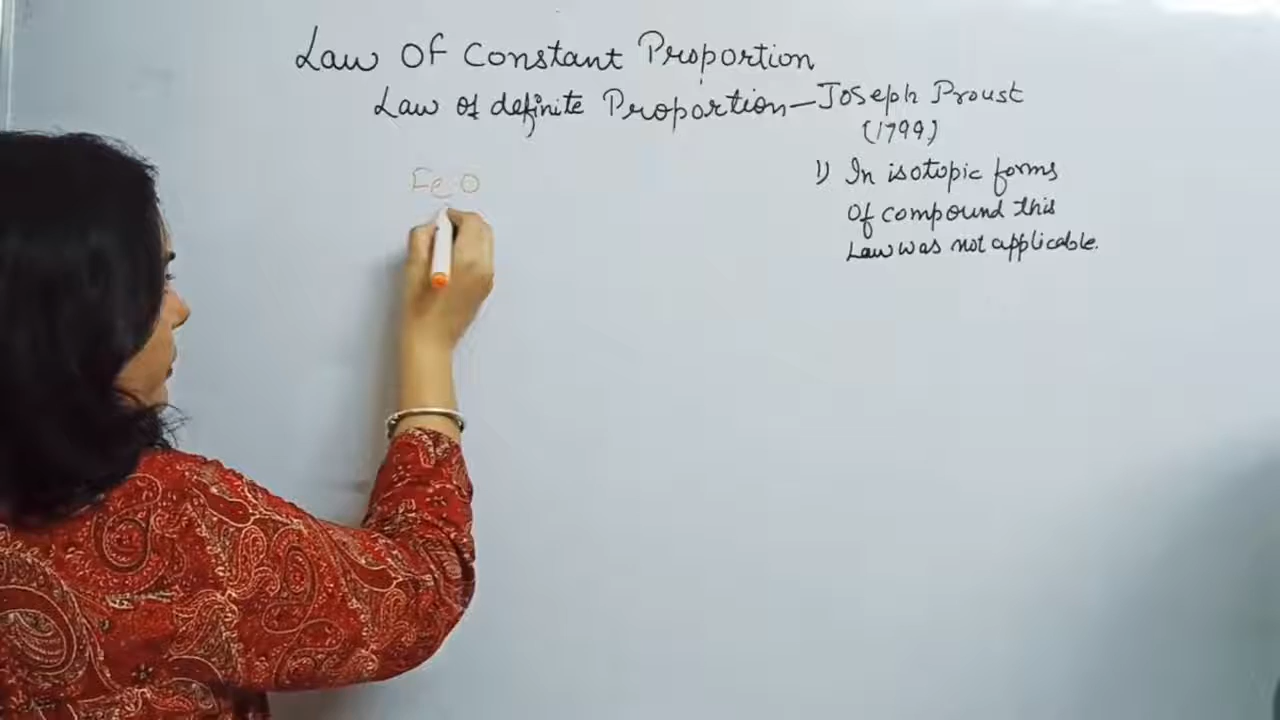 Law Of Constant Proportion
Law of definite Proportion—Joseph Proust
(1799)
Fe O
1) In isotopic forms
Of compound this
Law was not applicable.